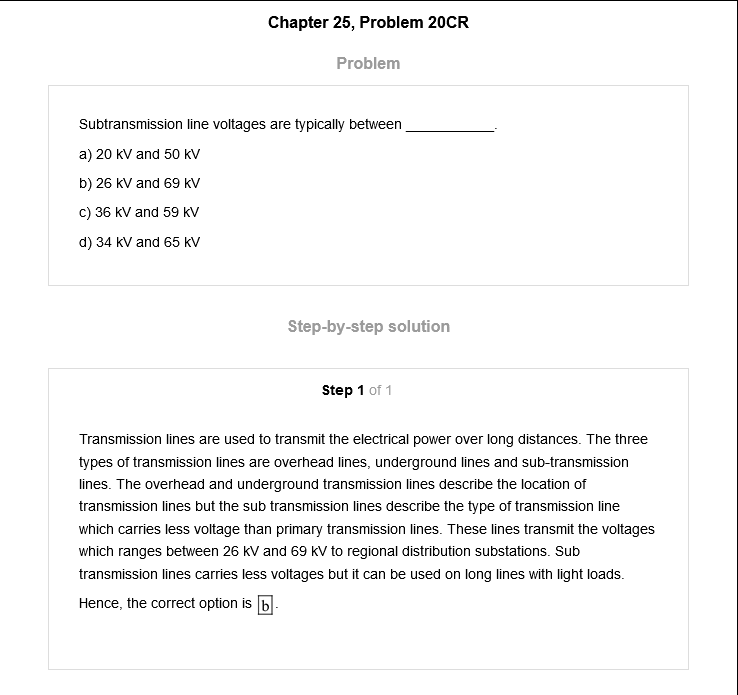 Chapter 25, Problem 20CR
Problem
Subtransmission line voltages are typically between ____________.
a) 20 kV and 50 kV
b) 26 kV and 69 kV
c) 36 kV and 59 kV
d) 34 kV and 65 kV
Step-by-step solution
Step 1 of 1
Transmission lines are used to transmit the electrical power over long distances. The three
types of transmission lines are overhead lines, underground lines and sub-transmission
lines. The overhead and underground transmission lines describe the location of
transmission lines but the sub transmission lines describe the type of transmission line
which carries less voltage than primary transmission lines. These lines transmit the voltages
which ranges between 26 kV and 69 kV to regional distribution substations. Sub
transmission lines carries less voltages but it can be used on long lines with light loads.
Hence, the correct option is b.